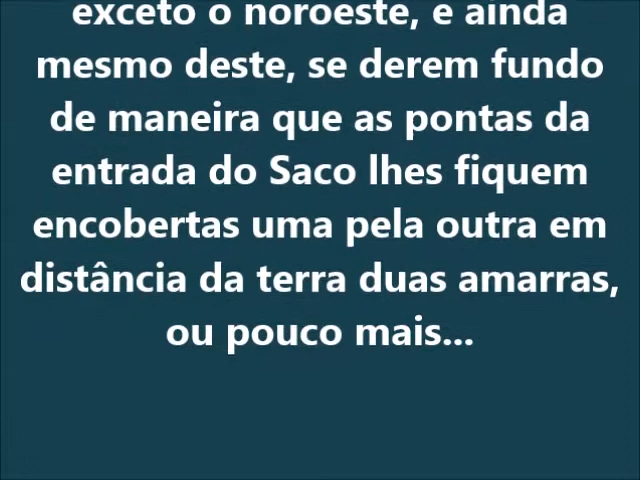 exceto o noroeste, e ainda
mesmo deste, se derem fundo
de maneira que as pontas da
entrada do Saco lhes fiquem
encobertas uma pela outra em
distância da terra duas amarras,
ou pouco mais...